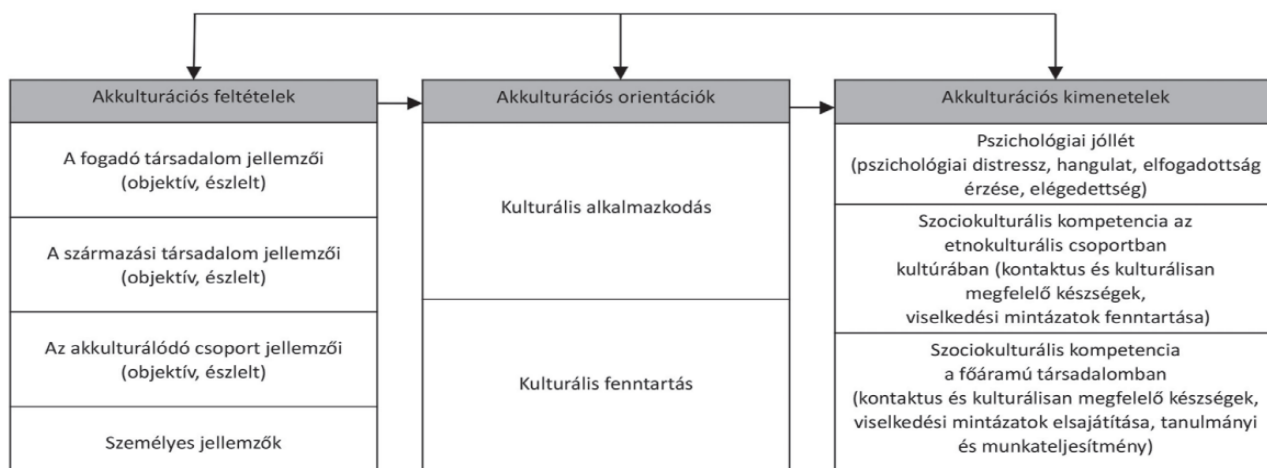 Akkulturációs feltételek
A fogadó társadalom jellemzői
(objektív, észlelt)
A származási társadalom jellemzői
(objektív, észlelt)
Az akkulturálódó csoport jellemzői
(objektív, észlelt)
Személyes jellemzők
Akkulturációs orientációk
Kulturális alkalmazkodás
Kulturális fenntartás
Akkulturációs kimenetelek
Pszichológiai jóllét
(pszichológiai distressz, hangulat, elfogadottság
érzése, elégedettség)
Szociokulturális kompetencia az
etnokulturális csoportban
kultúrában (kontaktus és kulturálisan
megfelelő készségek,
viselkedési mintázatok fenntartása)
Szociokulturális kompetencia
a főáramú társadalomban
(kontaktus és kulturálisan megfelelő készségek,
viselkedési mintázatok elsajátítása, tanulmányi
és munkateljesítmény)